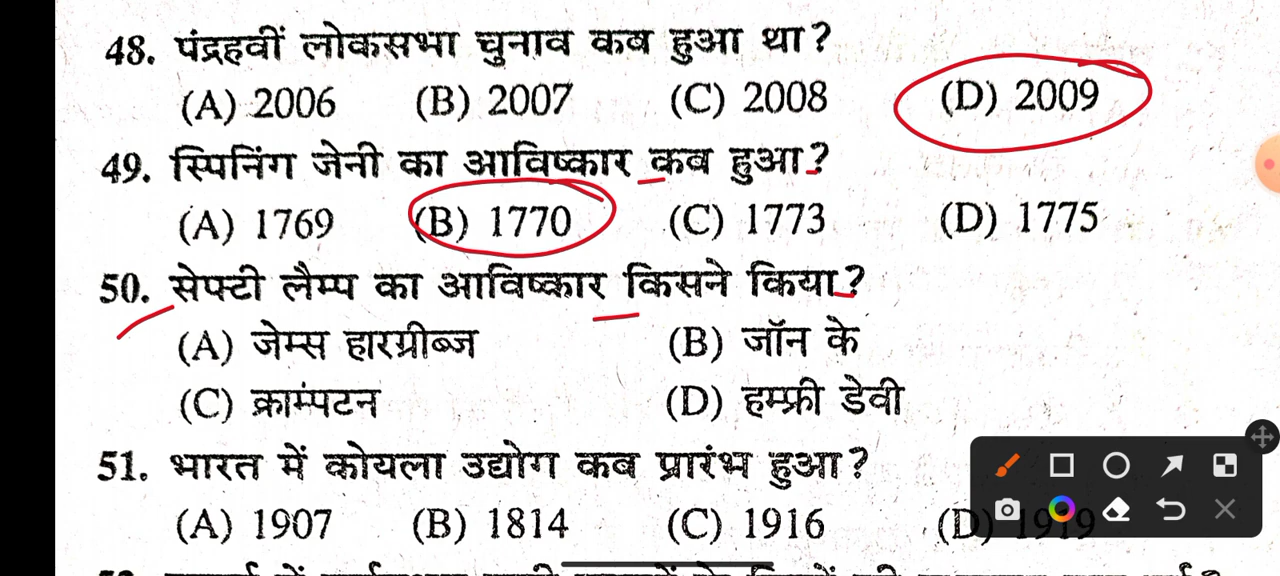 48. पंद्रहवीं लोकसभा चुनाव कब हुआ था?
(A) 2006 (B) 2007 (C) 2008 (D) 2009
49. स्पिनिंग जेनी का आविष्कार कब हुआ?
(A) 1769 (B) 1770 (C) 1773 (D) 1775
50. सेफ्टी लैम्प का आविष्कार किसने किया?
(A) जेम्स हारग्रीब्ज (B) जॉन के
(C) क्राम्पटन (D) हम्फ्री डेवी
51. भारत में कोयला उद्योग कब प्रारंभ हुआ?
(A) 1907 (B) 1814 (C) 1916 (D) 1919